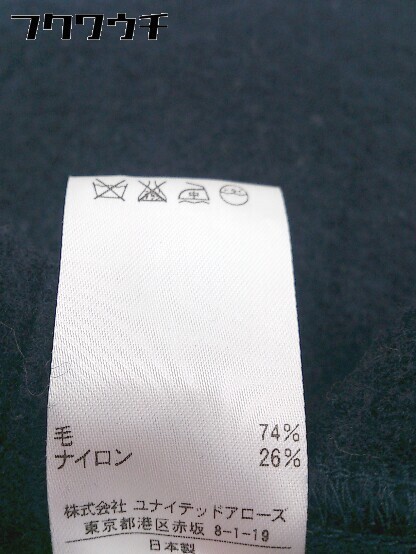 フクワウチ
毛 74%
ナイロン 26%
株式会社 ユナイテッドアローズ
東京都港区赤坂 8-1-19
日本製